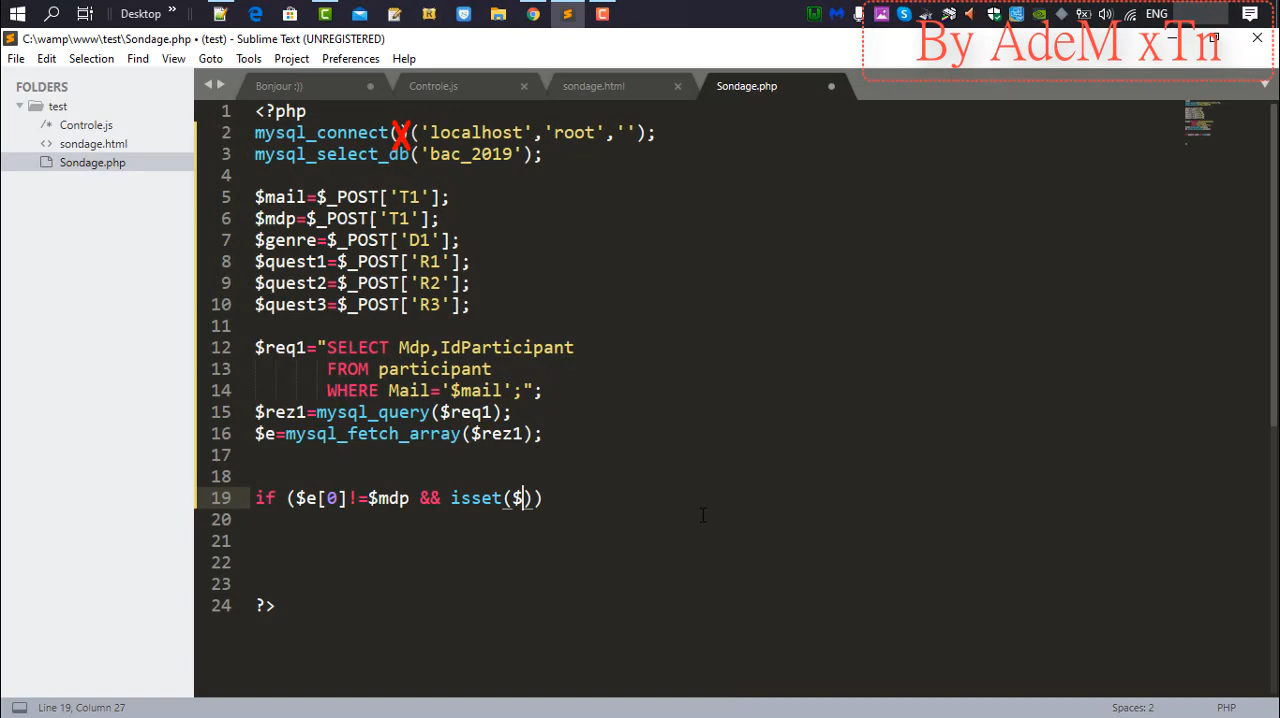 Desktop
ENG
By AdeM xTn
C:\wamp\www\test\Sondage.php • (test) - Sublime Text (UNREGISTERED)
File Edit Selection Find View Goto Tools Project Preferences Help
FOLDERS
test
/* Controle.js
<> sondage.html
Sondage.php
Bonjour :)) Controle.js sondage.html Sondage.php
1 <?php
2 mysql_connect()('localhost','root','');
3 mysql_select_db('bac_2019');
4
5 $mail=$_POST['T1'];
6 $mdp=$_POST['T1'];
7 $genre=$_POST['D1'];
8 $quest1=$_POST['R1'];
9 $quest2=$_POST['R2'];
10 $quest3=$_POST['R3'];
11
12 $req1="SELECT Mdp,IdParticipant
13 FROM participant
14 WHERE Mail='$mail';";
15 $rez1=mysql_query($req1);
16 $e=mysql_fetch_array($rez1);
17
18
19 if ($e[0]!=$mdp && isset($))
20
21
22
23
24 ?>
Line 19, Column 27
Spaces: 2
PHP